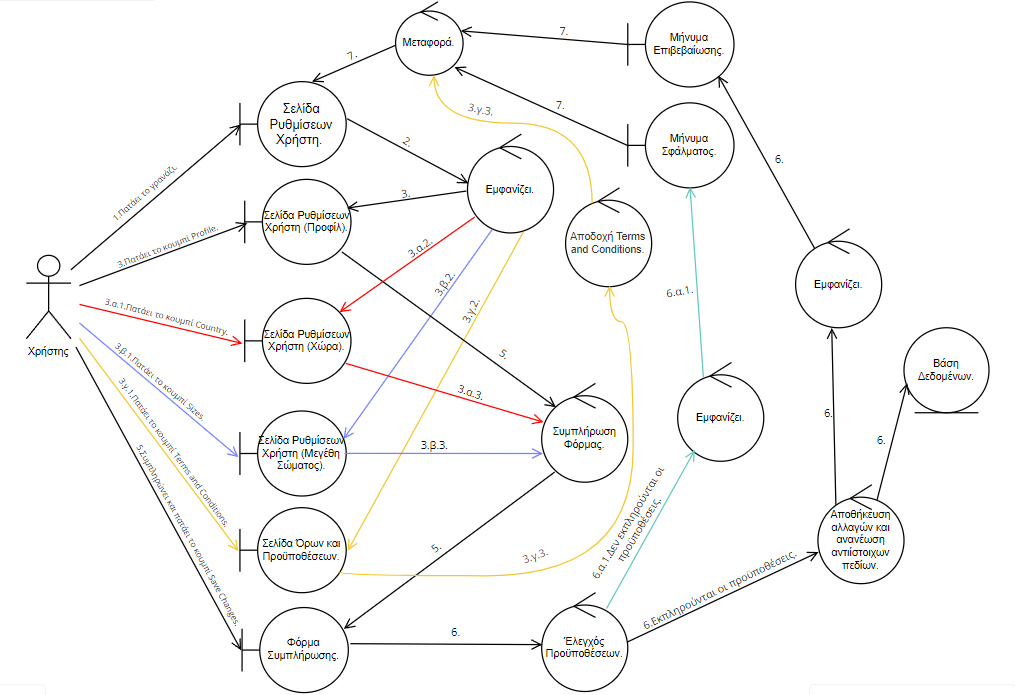 Μεταφορά.
7.
Μήνυμα
Επιβεβαίωσης.
7.
3.γ.3.
7.
Μήνυμα
Σφάλματος.
Σελίδα
Ρυθμίσεων
Χρήστη.
2.
Εμφανίζει.
6.
1.Πατάει το γρανάζι.
3.
Σελίδα Ρυθμίσεων
Χρήστη (Προφίλ).
3.Πατάει το κουμπί Profile.
3.α.2.
Αποδοχή Terms
and Conditions.
3.β.2.
3.γ.2.
6.α.1.
Εμφανίζει.
Χρήστης
3.α.1.Πατάει το κουμπί Country.
Σελίδα Ρυθμίσεων
Χρήστη (Χώρα).
5.
3.α.3.
Βάση
Δεδομένων.
3.β.1.Πατάει το κουμπί Sizes.
Συμπλήρωση
Φόρμας.
Εμφανίζει.
6.
6.
3.γ.1.Πατάει το κουμπί Terms and Conditions.
Σελίδα Ρυθμίσεων
Χρήστη (Μεγέθη
Σώματος).
3.β.3.
5.Συμπληρώνει και πατάει το κουμπί Save Changes.
Σελίδα Όρων και
Προϋποθέσεων.
5.
3.γ.3.
6.α.1.Δεν εκπληρούνται οι
προϋποθέσεις.
Αποθήκευση
αλλαγών και
ανανέωση
αντιίστοιχων
πεδίων.
6.Εκπληρούνται οι προϋποθέσεις.
Φόρμα
Συμπλήρωσης.
6.
Έλεγχός
Προϋποθέσεων.